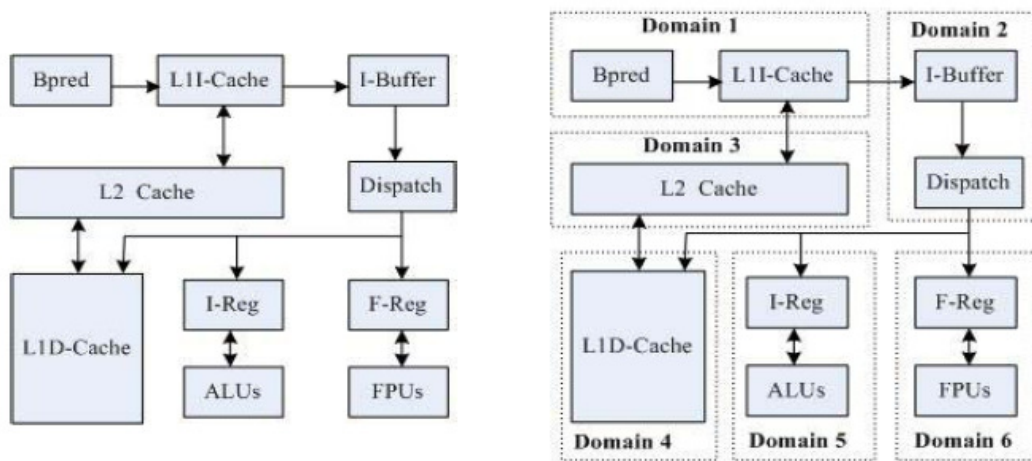 Bpred
L1I-Cache
I-Buffer
L2 Cache
Dispatch
L1D-Cache
I-Reg
F-Reg
ALUs
FPUs
Domain 1
Domain 2
Bpred
L1I-Cache
I-Buffer
Domain 3
L2 Cache
Dispatch
L1D-Cache
I-Reg
F-Reg
ALUs
FPUs
Domain 4
Domain 5
Domain 6